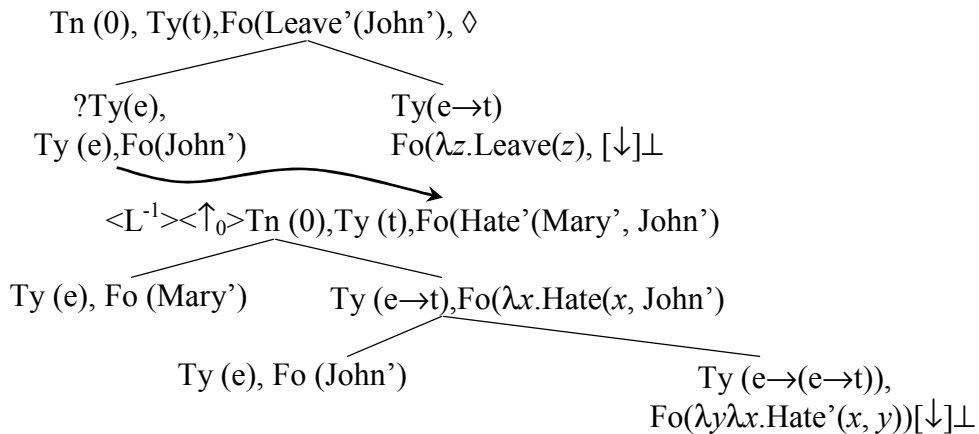 Tn (0), Ty(t),Fo(Leave’(John’), ◊
?Ty(e), Ty(e→t)
Ty (e),Fo(John’) Fo(λz.Leave(z), [↓]⊥
<L⁻¹><↑₀>Tn (0),Ty (t),Fo(Hate’(Mary’, John’)
Ty (e), Fo (Mary’) Ty (e→t),Fo(λx.Hate(x, John’)
Ty (e), Fo (John’) Ty (e→(e→t)),
Fo(λyλx.Hate’(x, y))[↓]⊥